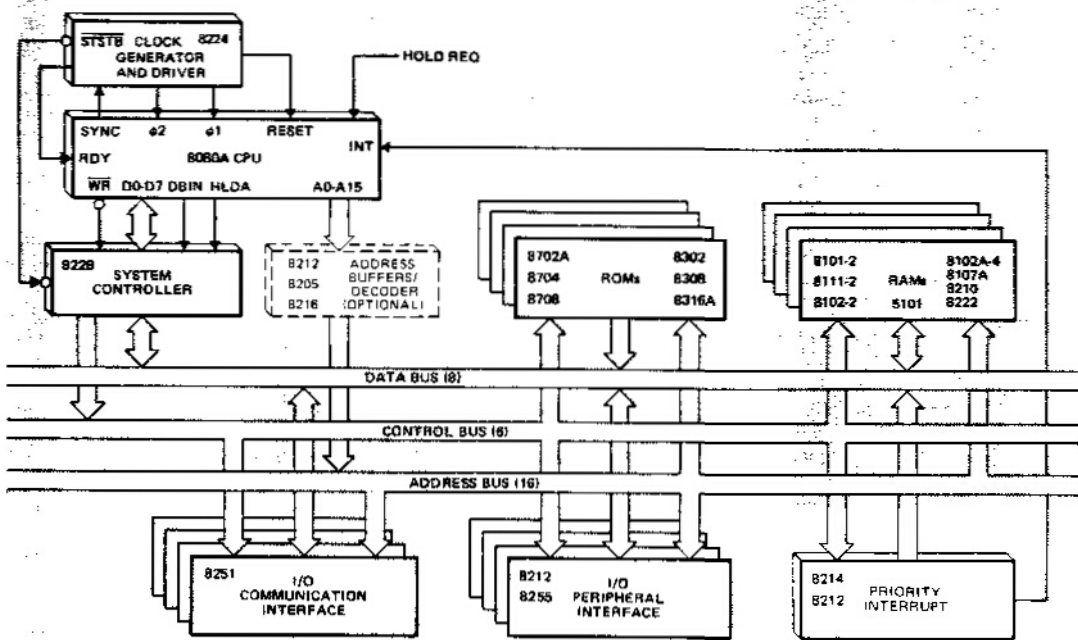 STSTB CLOCK 8224
GENERATOR
AND DRIVER
HOLD REQ
SYNC φ2 φ1 RESET
INT
RDY 8080A CPU
WR D0-D7 DBIN HLDA A0-A15
8228
SYSTEM
CONTROLLER
8212 ADDRESS
8205 BUFFERS/
DECODER
8216 (OPTIONAL)
8702A 8302
8704 ROMs 8308
8708 8316A
8101-2 8102A-4
8111-2 RAMs 8107A
8210
8102-2 5101 8222
DATA BUS (8)
CONTROL BUS (6)
ADDRESS BUS (16)
8251 I/O
COMMUNICATION
INTERFACE
8212 I/O
8255 PERIPHERAL
INTERFACE
8214
PRIORITY
8212 INTERRUPT